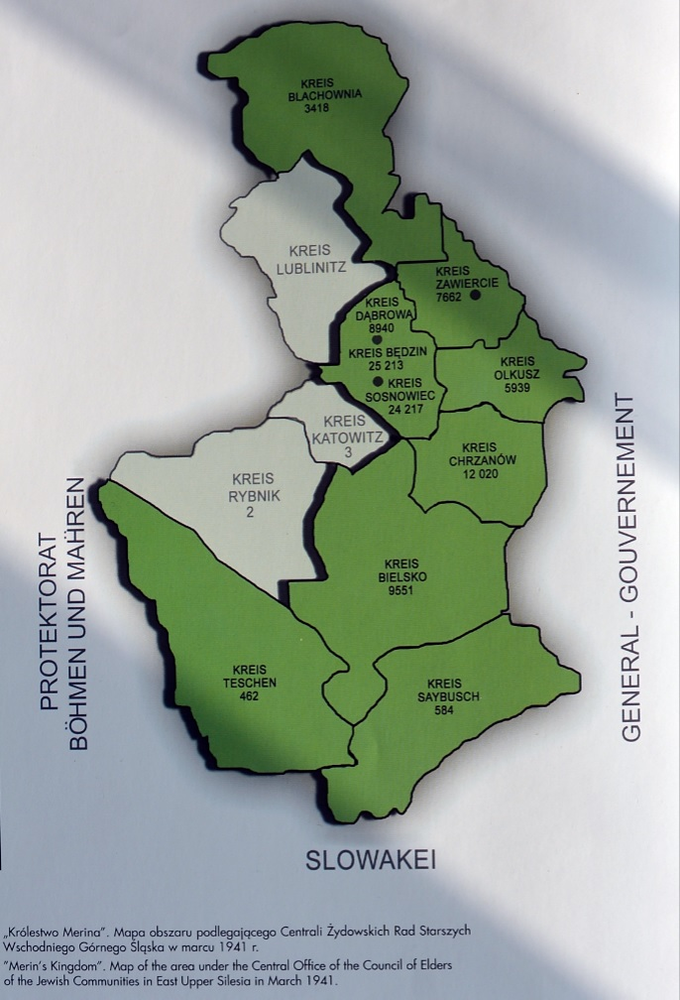 KREIS
BLACHOWNIA
3418
KREIS
LUBLINITZ
KREIS
ZAWIERCIE
7662
KREIS
DĄBROWA
8940
KREIS BĘDZIN
25 213
KREIS
SOSNOWIEC
24 217
KREIS
OLKUSZ
5939
KREIS
KATOWITZ
3
KREIS
CHRZANÓW
12 020
KREIS
RYBNIK
2
KREIS
BIELSKO
9551
KREIS
TESCHEN
462
KREIS
SAYBUSCH
584
PROTEKTORAT
BÖHMEN UND MÄHREN
GENERAL - GOUVERNEMENT
SLOWAKEI
„Królestwo Merina”. Mapa obszaru podlegającego Centrali Żydowskich Rad Starszych
Wschodniego Górnego Śląska w marcu 1941 r.
"Merin's Kingdom". Map of the area under the Central Office of the Council of Elders
of the Jewish Communities in East Upper Silesia in March 1941.